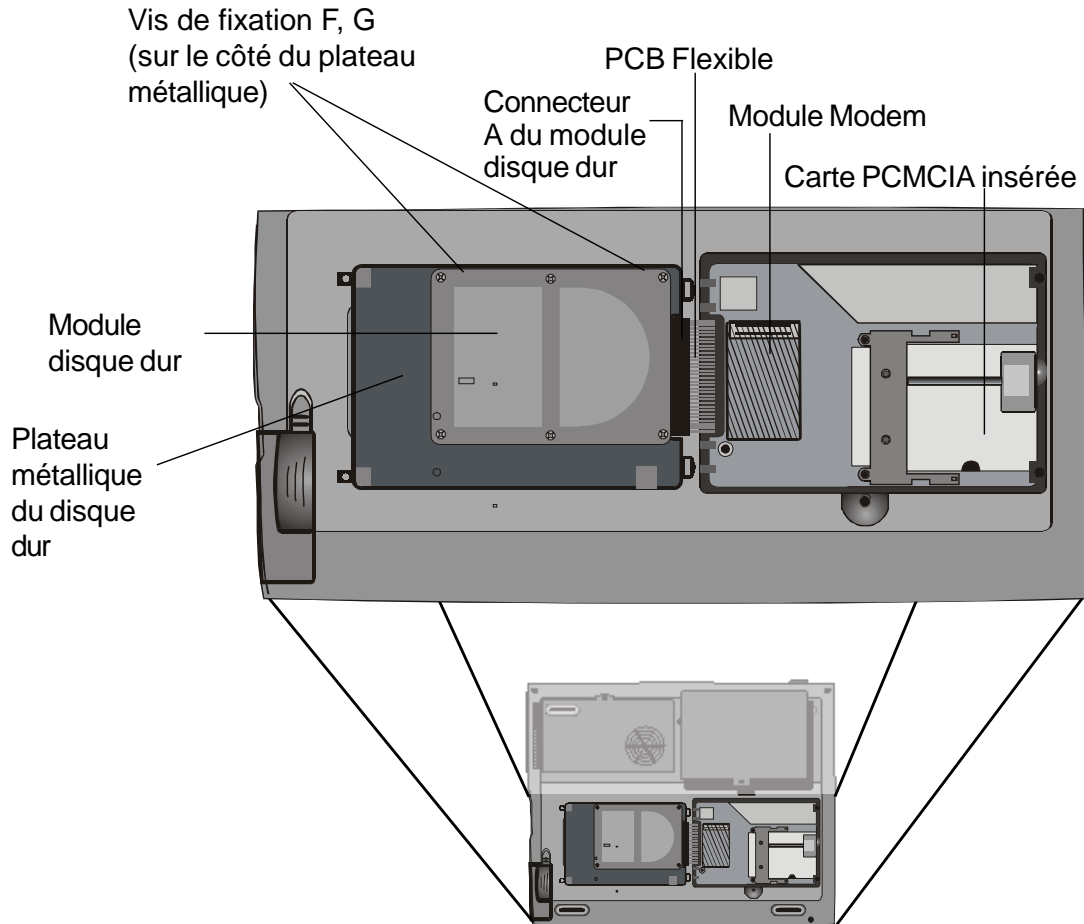 Vis de fixation F, G
(sur le côté du plateau
métallique)
PCB Flexible
Connecteur
A du module
disque dur
Module Modem
Carte PCMCIA insérée
Module
disque dur
Plateau
métallique
du disque
dur